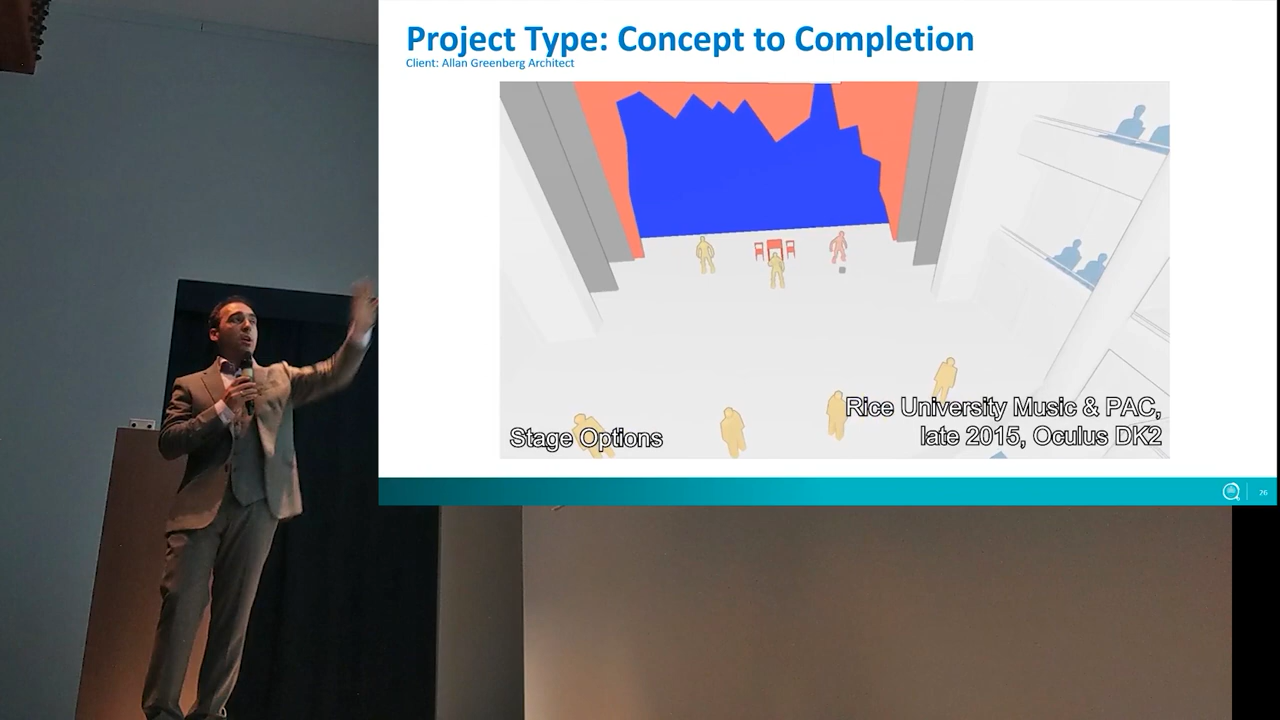 Project Type: Concept to Completion
Client: Allan Greenberg Architect
Rice University Music & PAC,
late 2015, Oculus DK2
Stage Options
26